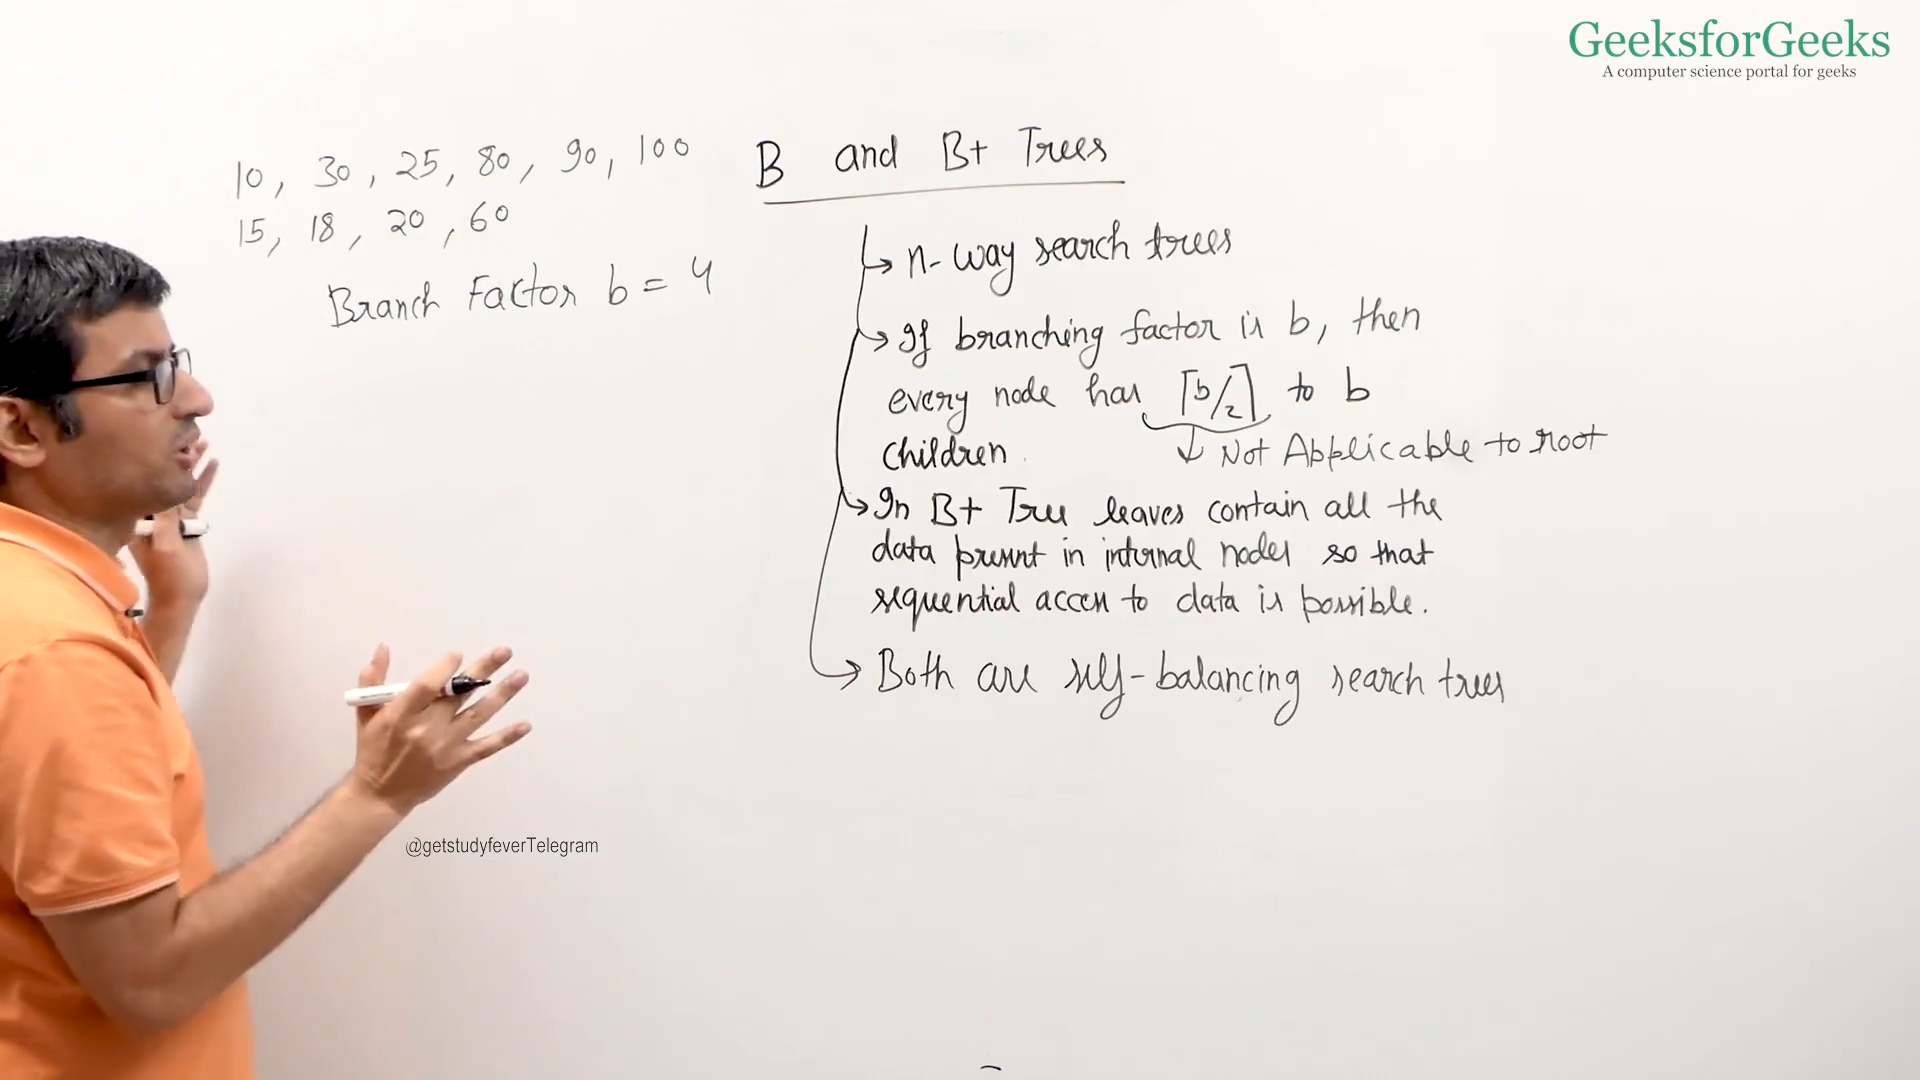 GeeksforGeeks
A computer science portal for geeks
10, 30, 25, 80, 90, 100
15, 18, 20, 60
Branch Factor b = 4
B and B+ Trees
n-way search trees
If branching factor is b, then
every node has ⌈b/2⌉ to b
children
Not Applicable to root
In B+ Tree leaves contain all the
data present in internal nodes so that
sequential access to data is possible.
Both are self-balancing search trees
@getstudyfeverTelegram